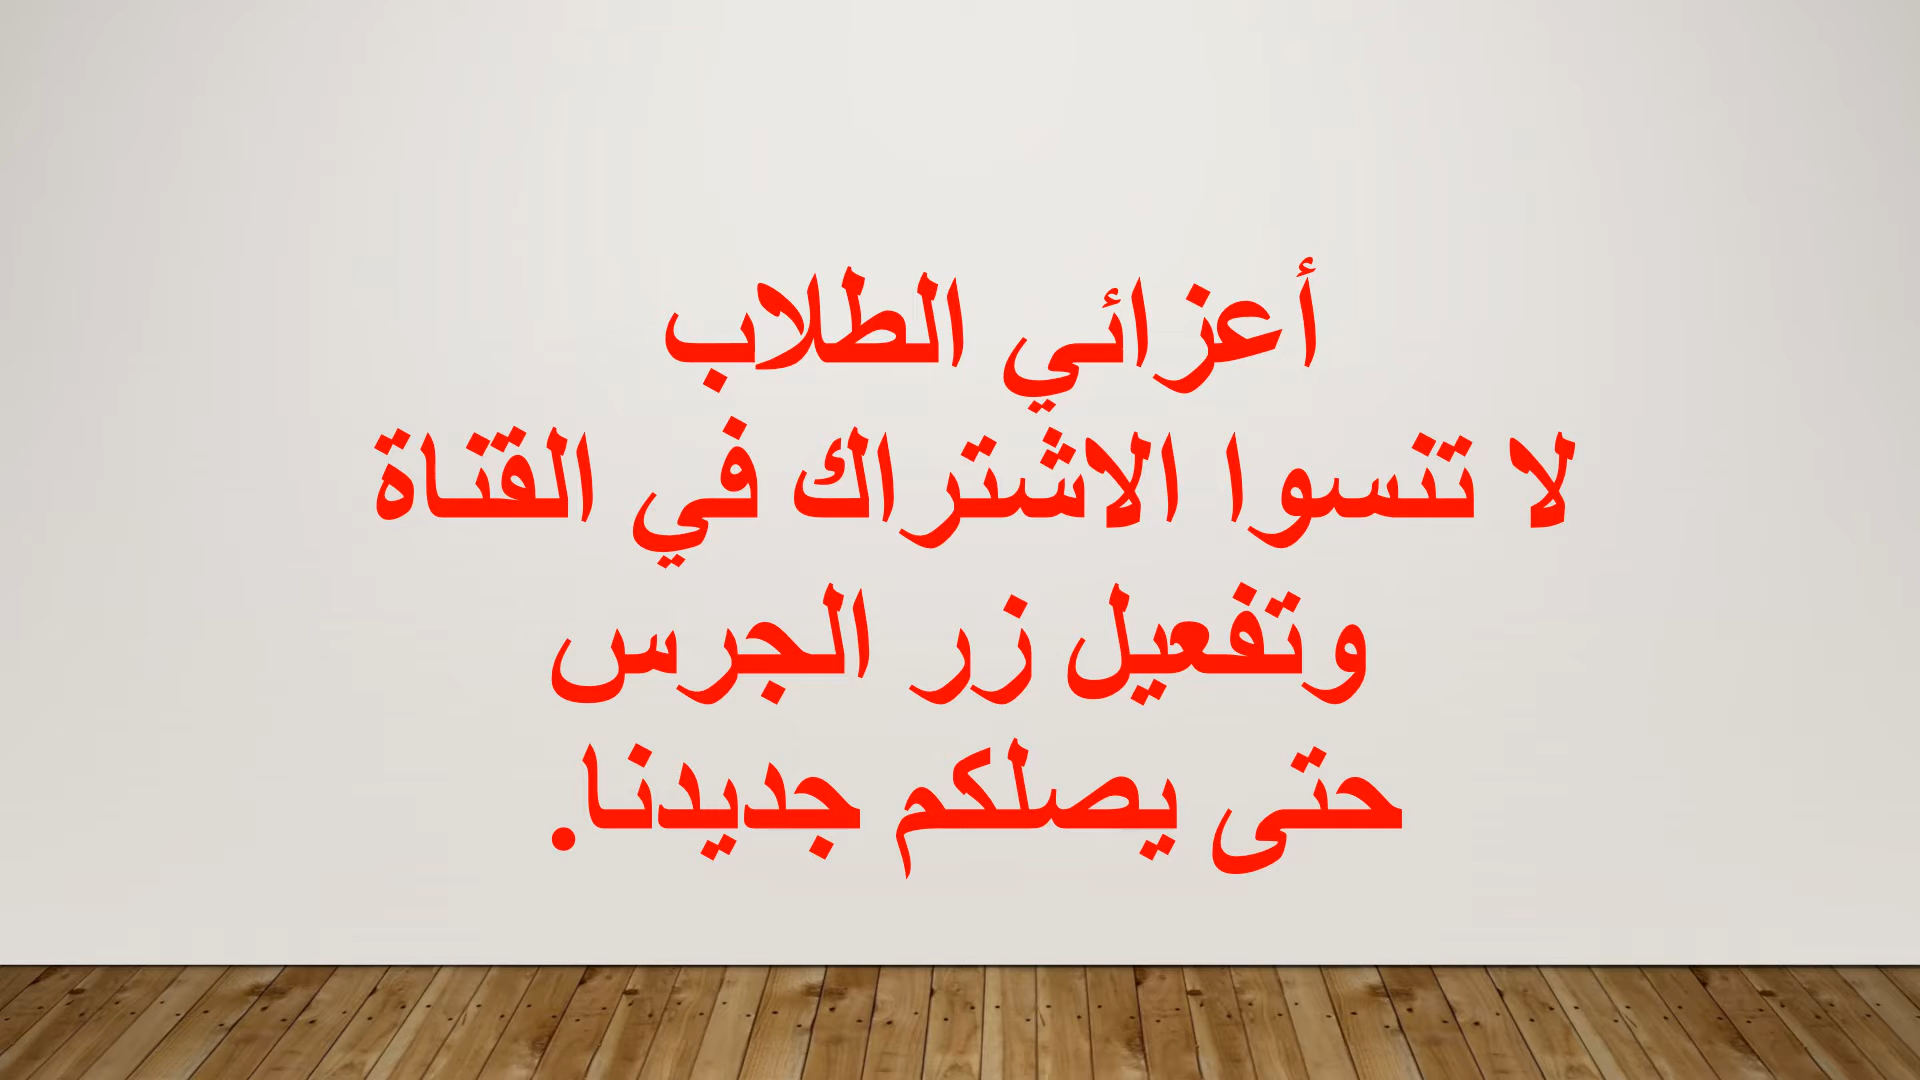 أعزائي الطلاب
لا تنسوا الاشتراك في القناة
وتفعيل زر الجرس
حتى يصلكم جديدنا.